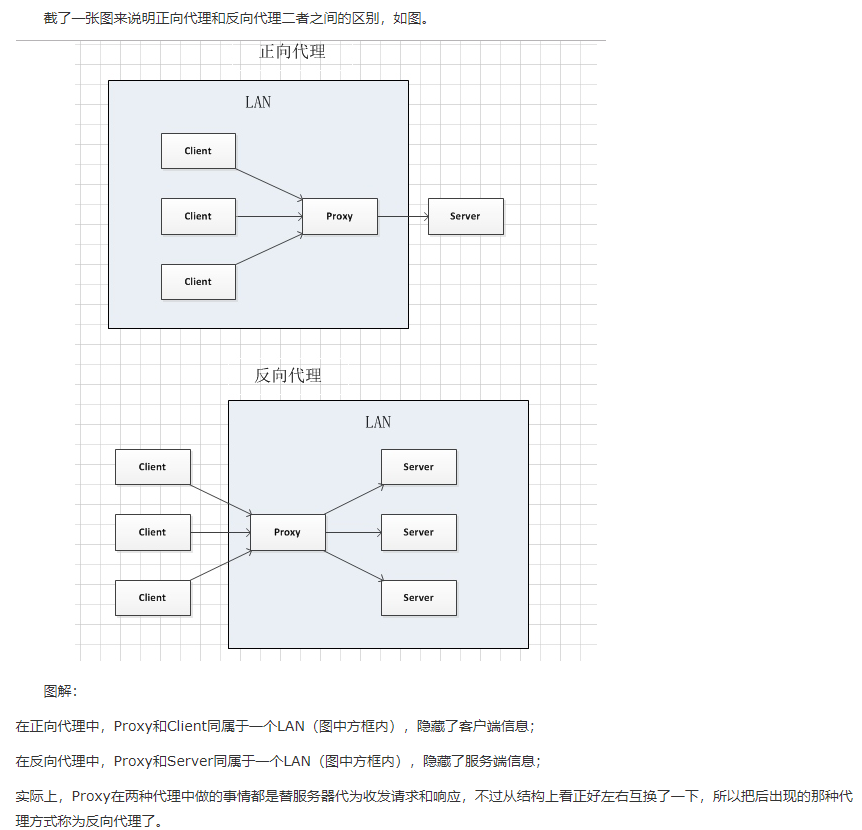 截了一张图来说明正向代理和反向代理二者之间的区别，如图。
正向代理
LAN
Client
Client
Proxy
Server
Client
反向代理
LAN
Client
Server
Client
Proxy
Server
Client
Server
图解：
在正向代理中，Proxy和Client同属于一个LAN（图中方框内），隐藏了客户端信息；
在反向代理中，Proxy和Server同属于一个LAN（图中方框内），隐藏了服务端信息；
实际上，Proxy在两种代理中做的事情都是替服务器代为收发请求和响应，不过从结构上看正好左右互换了一下，所以把后出现的那种代
理方式称为反向代理了。